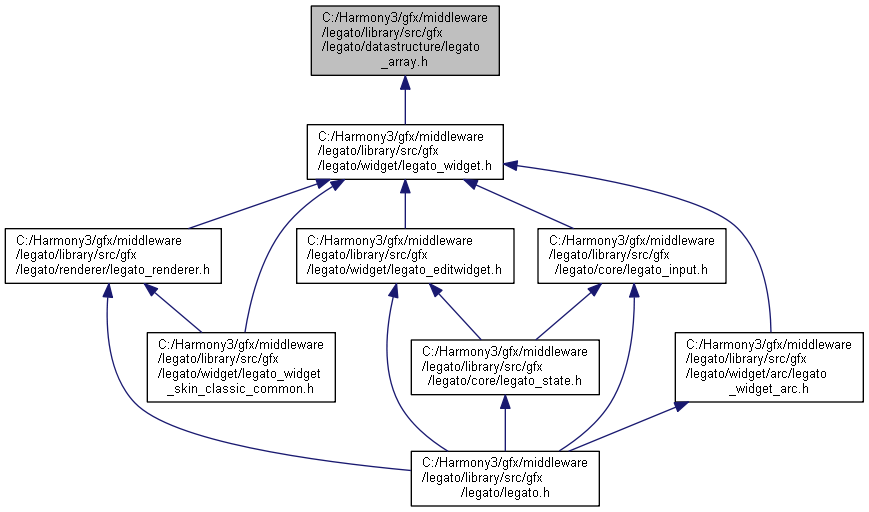 C:/Harmony3/gfx/middleware
/legato/library/src/gfx
/legato/datastructure/legato
_array.h
C:/Harmony3/gfx/middleware
/legato/library/src/gfx
/legato/widget/legato_widget.h
C:/Harmony3/gfx/middleware
/legato/library/src/gfx
/legato/renderer/legato_renderer.h
C:/Harmony3/gfx/middleware
/legato/library/src/gfx
/legato/widget/legato_editwidget.h
C:/Harmony3/gfx/middleware
/legato/library/src/gfx
/legato/core/legato_input.h
C:/Harmony3/gfx/middleware
/legato/library/src/gfx
/legato/widget/legato_widget
_skin_classic_common.h
C:/Harmony3/gfx/middleware
/legato/library/src/gfx
/legato/core/legato_state.h
C:/Harmony3/gfx/middleware
/legato/library/src/gfx
/legato/widget/arc/legato
_widget_arc.h
C:/Harmony3/gfx/middleware
/legato/library/src/gfx
/legato/legato.h